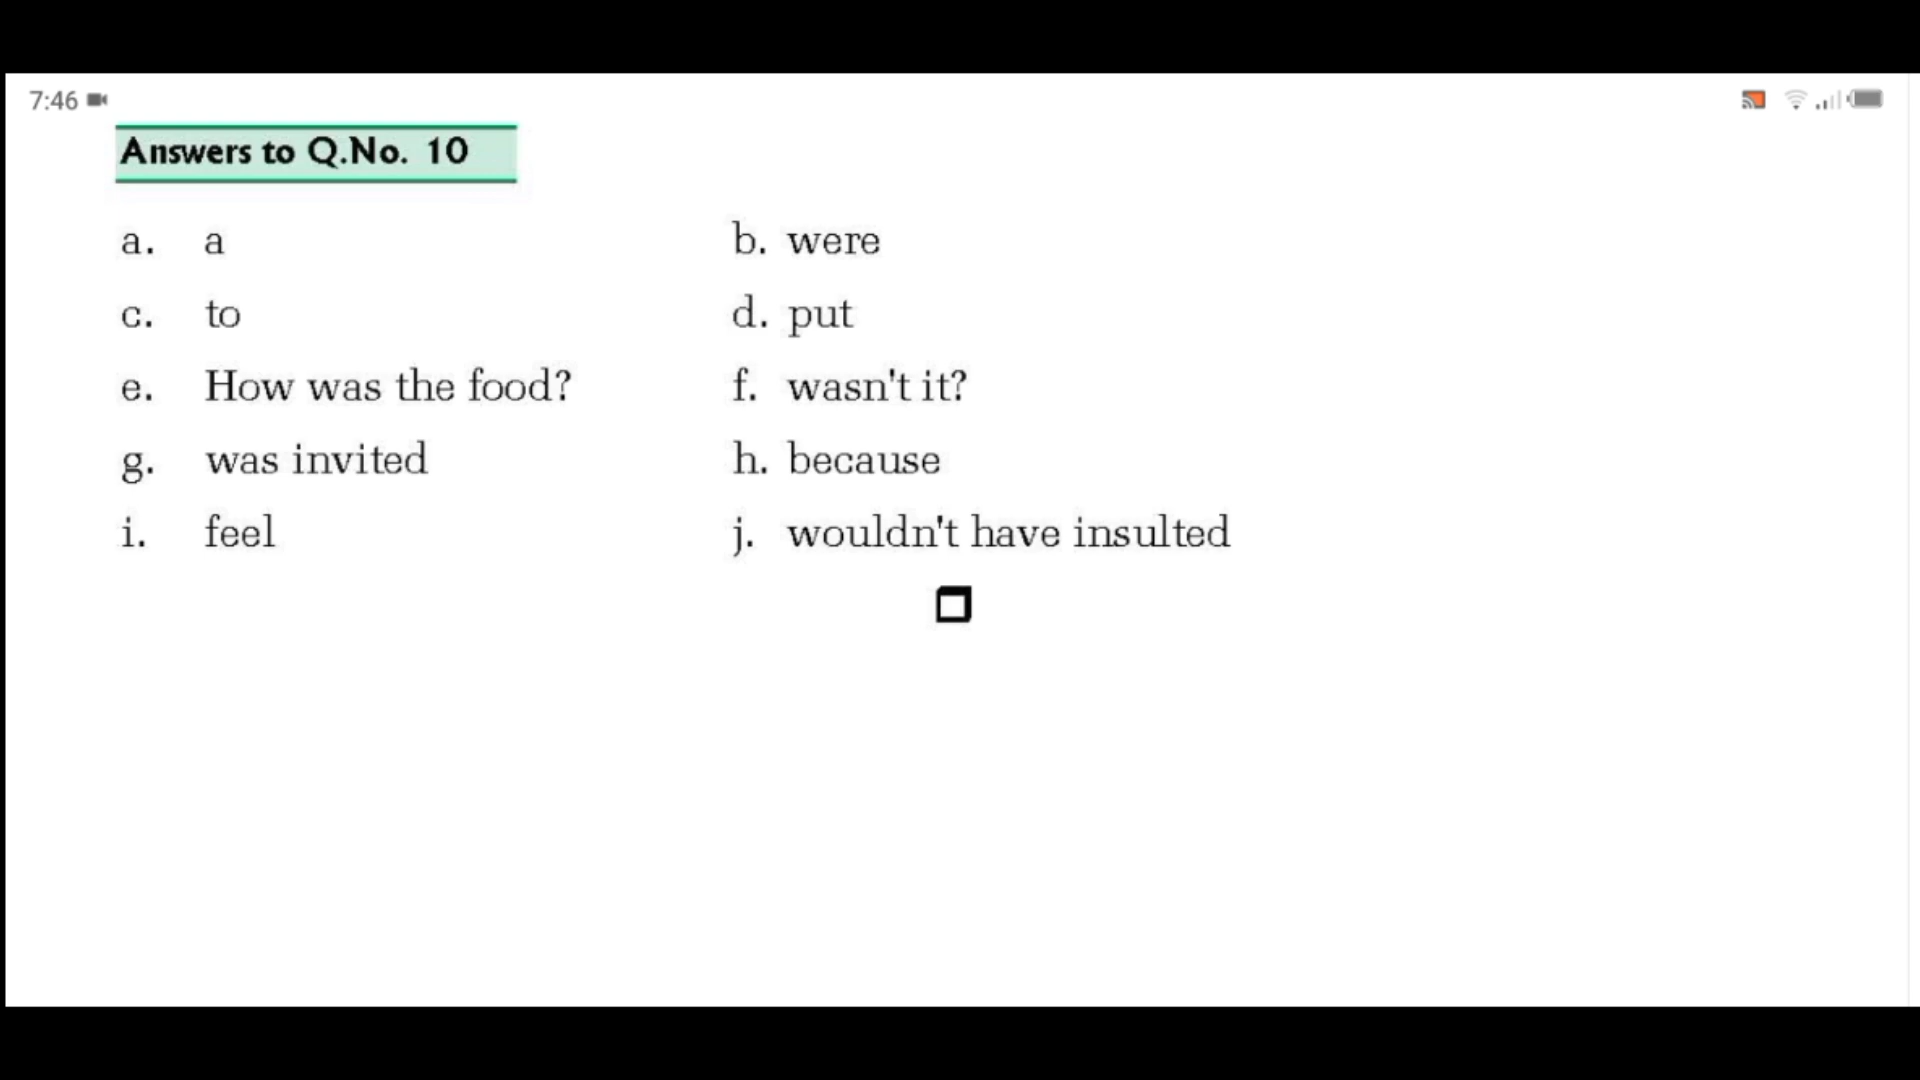 7:46
Answers to Q.No. 10
a. a b. were
c. to d. put
e. How was the food? f. wasn't it?
g. was invited h. because
i. feel j. wouldn't have insulted